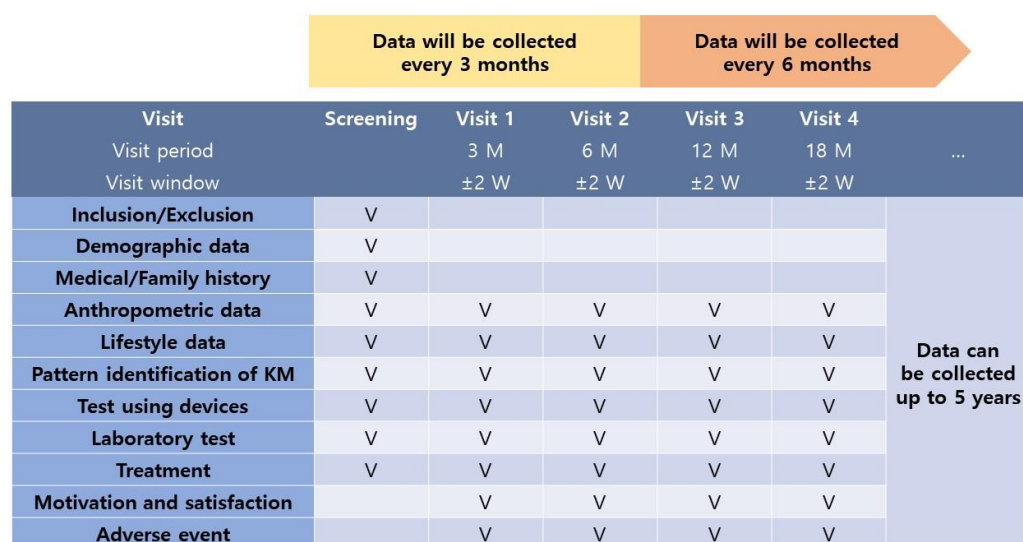 Data will be collected
every 3 months
Data will be collected
every 6 months
Visit Screening Visit 1 Visit 2 Visit 3 Visit 4
Visit period 3 M 6 M 12 M 18 M ...
Visit window ±2 W ±2 W ±2 W ±2 W
Inclusion/Exclusion V
Demographic data V
Medical/Family history V
Anthropometric data V V V V V
Lifestyle data V V V V V
Pattern identification of KM V V V V V
Test using devices V V V V V
Laboratory test V V V V V
Treatment V V V V V
Motivation and satisfaction V V V V
Adverse event V V V V
Data can
be collected
up to 5 years